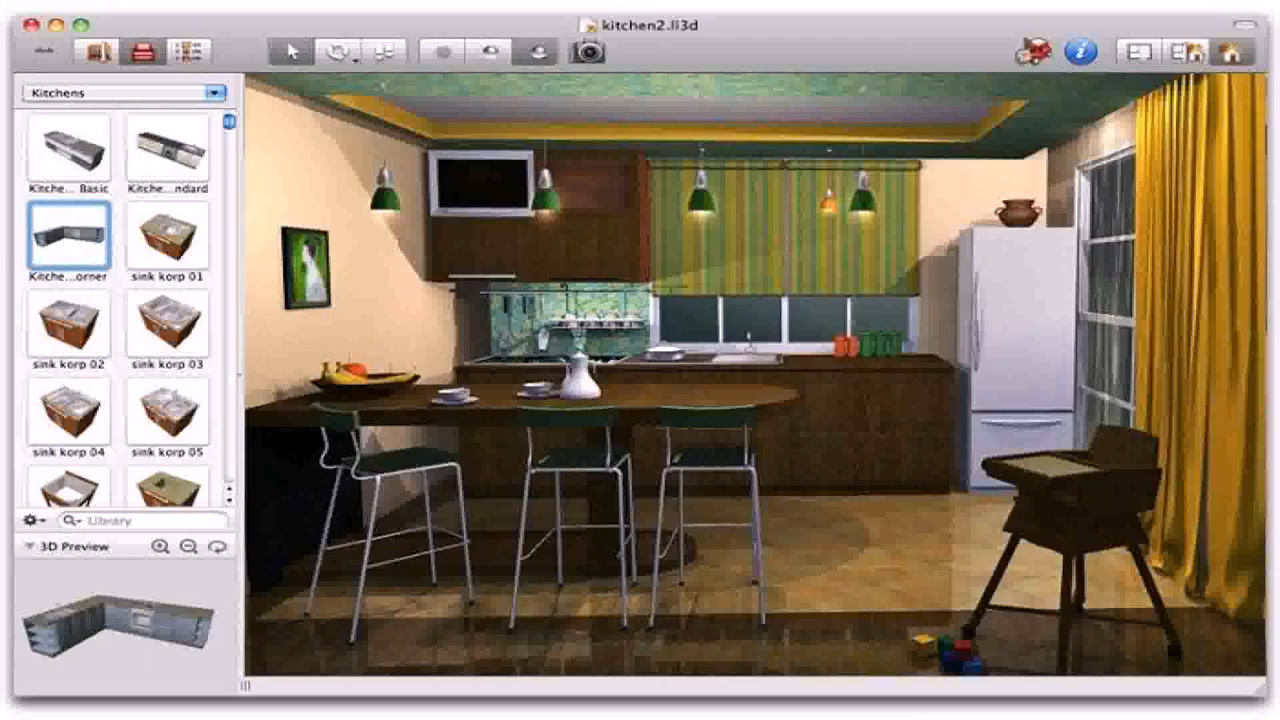 kitchen2.li3d
Kitchens
Kitche... Basic
Kitche...ndard
Kitche...orner
sink korp 01
sink korp 02
sink korp 03
sink korp 04
sink korp 05
Library
3D Preview